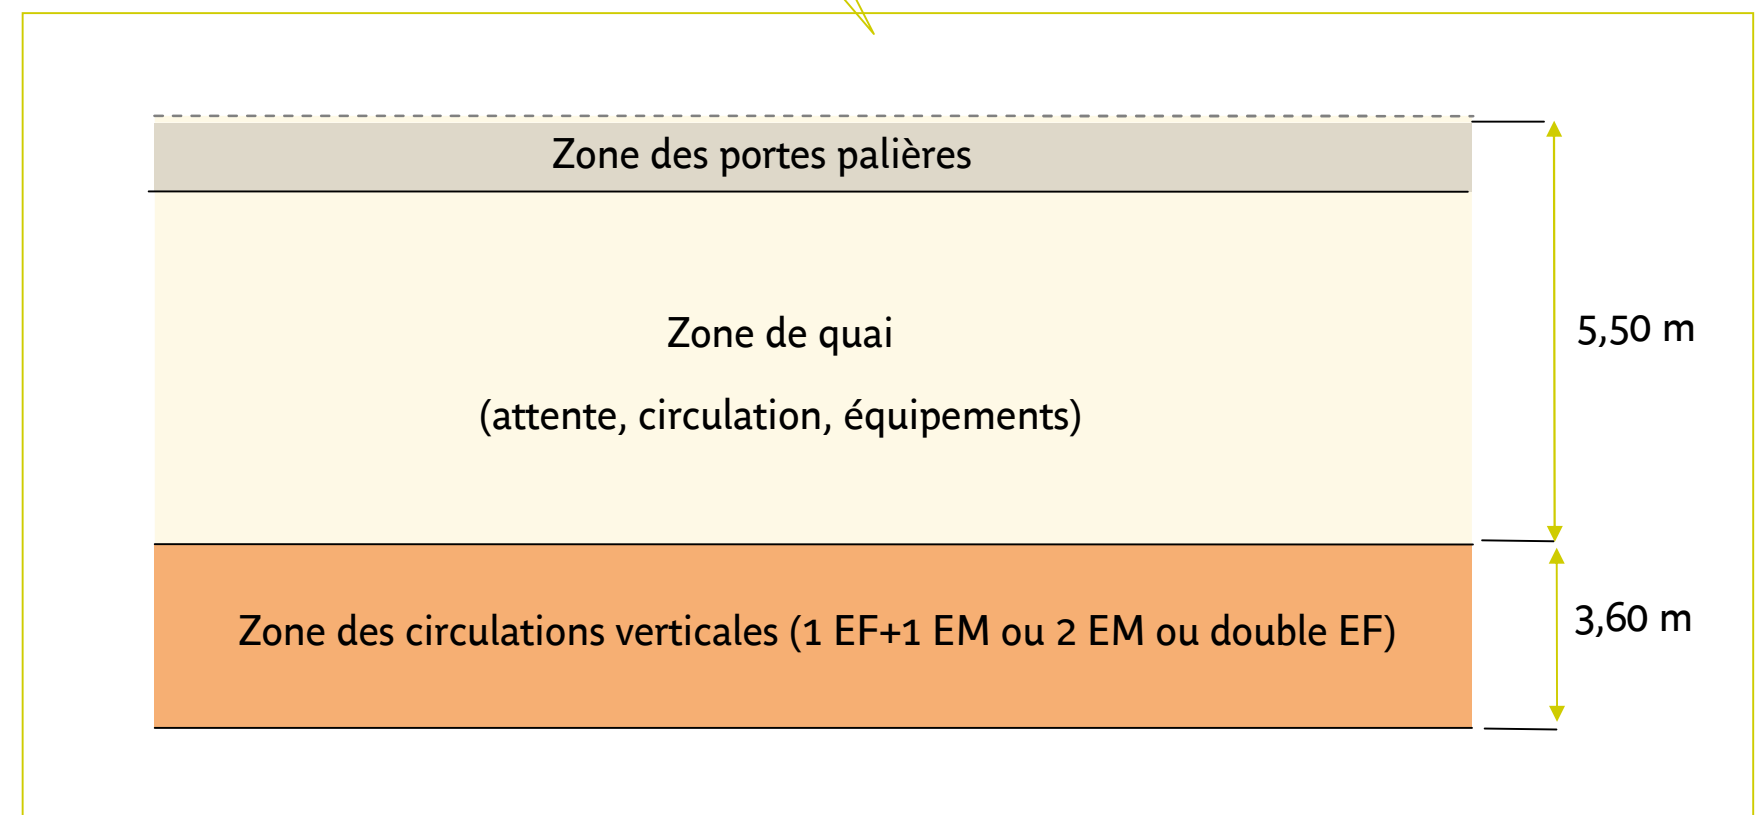 Zone des portes palières
Zone de quai
(attente, circulation, équipements)
5,50 m
Zone des circulations verticales (1 EF+1 EM ou 2 EM ou double EF)
3,60 m